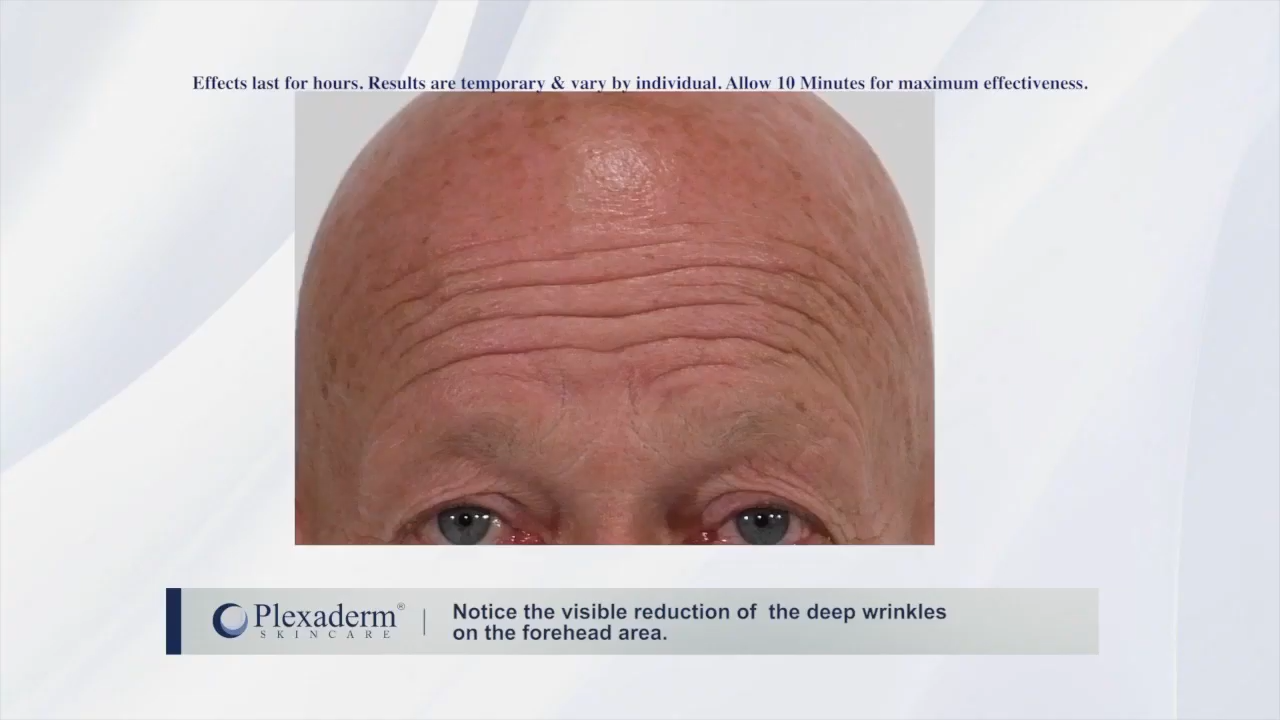 Effects last for hours. Results are temporary & vary by individual. Allow 10 Minutes for maximum effectiveness.
Plexaderm®
SKINCARE
Notice the visible reduction of the deep wrinkles
on the forehead area.